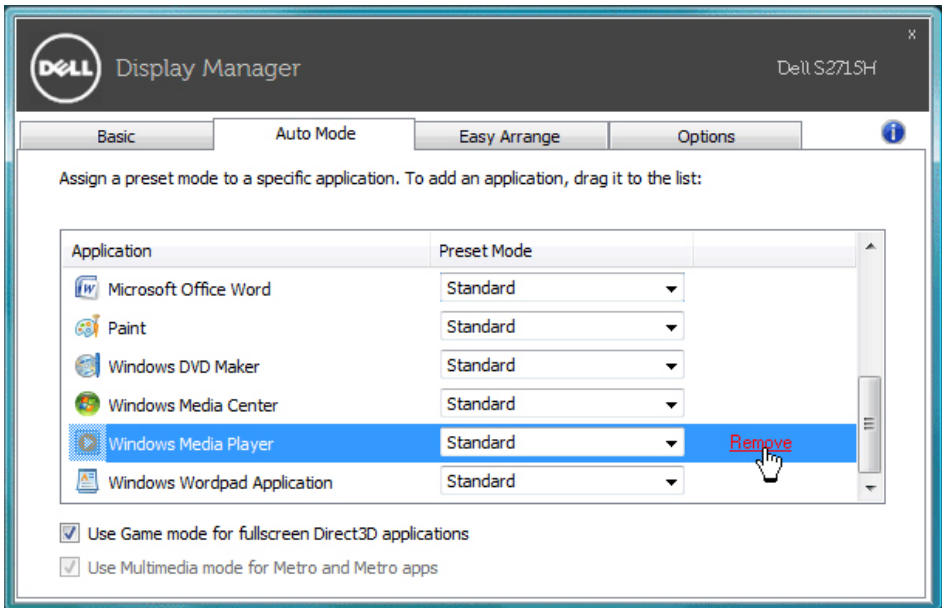 x
DELL Display Manager Dell S2715H
Basic Auto Mode Easy Arrange Options i
Assign a preset mode to a specific application. To add an application, drag it to the list:
Application Preset Mode
W Microsoft Office Word Standard
Paint Standard
Windows DVD Maker Standard
Windows Media Center Standard
Windows Media Player Standard Remove
Windows Wordpad Application Standard
Use Game mode for fullscreen Direct3D applications
Use Multimedia mode for Metro and Metro apps